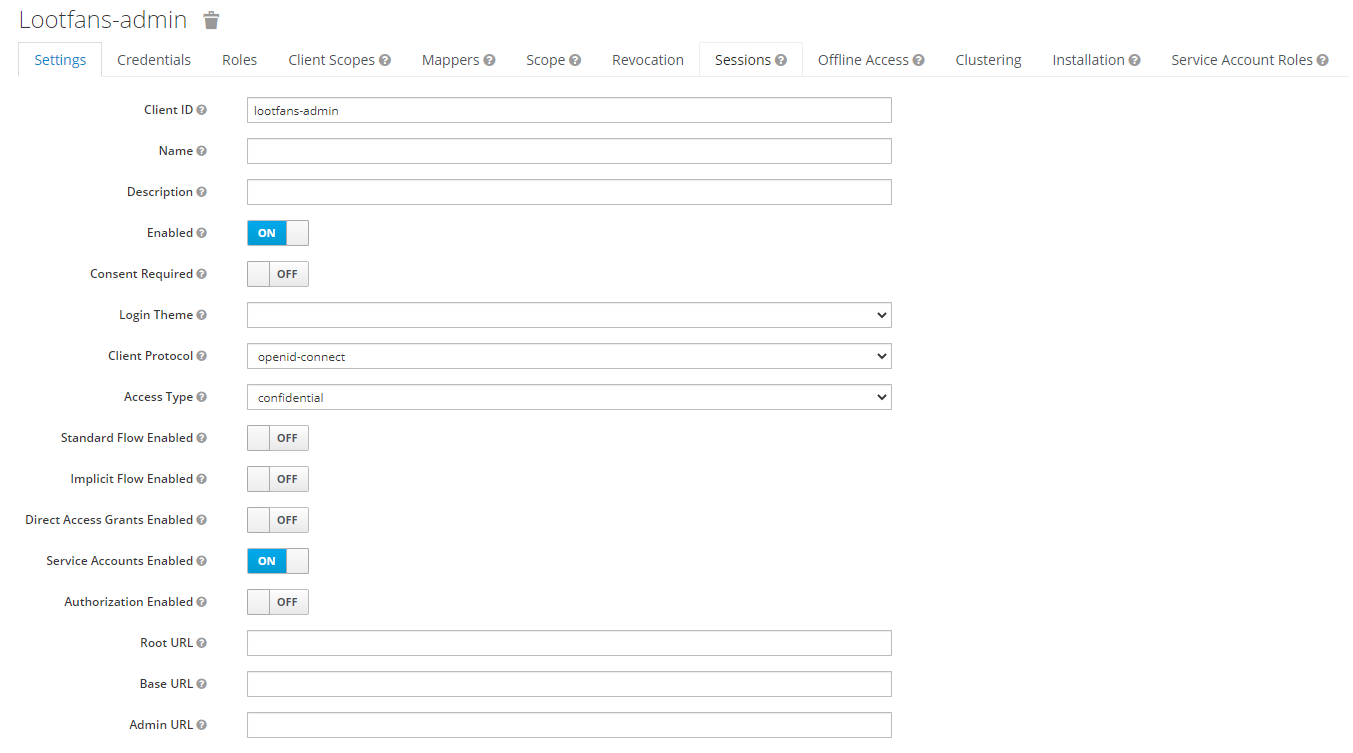 Lootfans-admin
Settings Credentials Roles Client Scopes Mappers Scope Revocation Sessions Offline Access Clustering Installation Service Account Roles
Client ID lootfans-admin
Name
Description
Enabled ON
Consent Required OFF
Login Theme
Client Protocol openid-connect
Access Type confidential
Standard Flow Enabled OFF
Implicit Flow Enabled OFF
Direct Access Grants Enabled OFF
Service Accounts Enabled ON
Authorization Enabled OFF
Root URL
Base URL
Admin URL